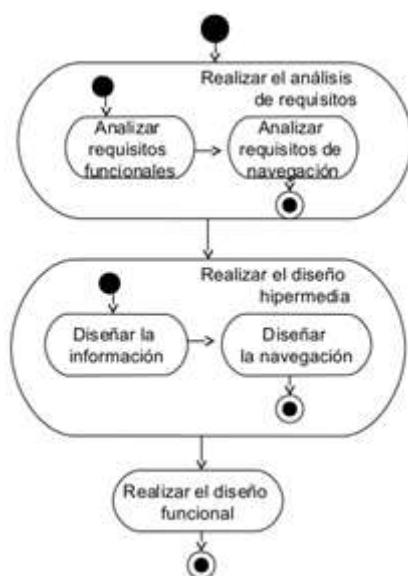 Realizar el análisis
de requisitos
Analizar
requisitos
funcionales
Analizar
requisitos de
navegación
Realizar el diseño
hipermedia
Diseñar la
información
Diseñar
la navegación
Realizar el diseño
funcional